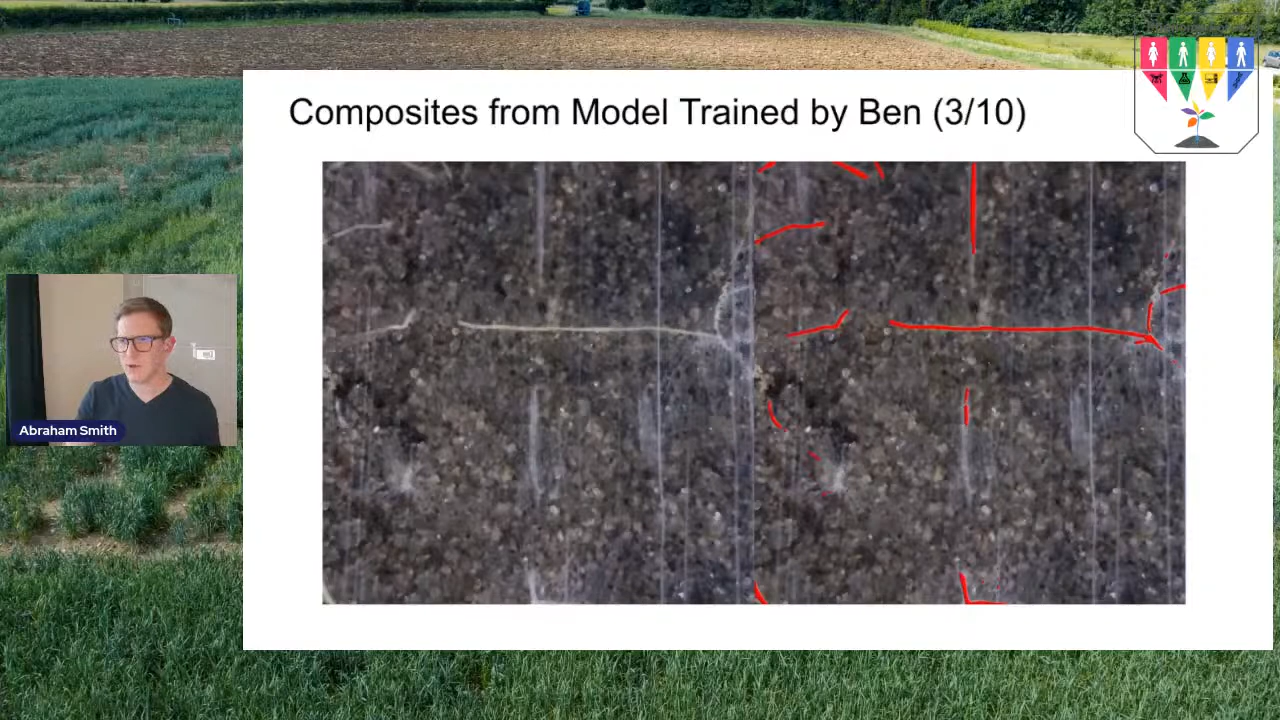 Composites from Model Trained by Ben (3/10)
Abraham Smith